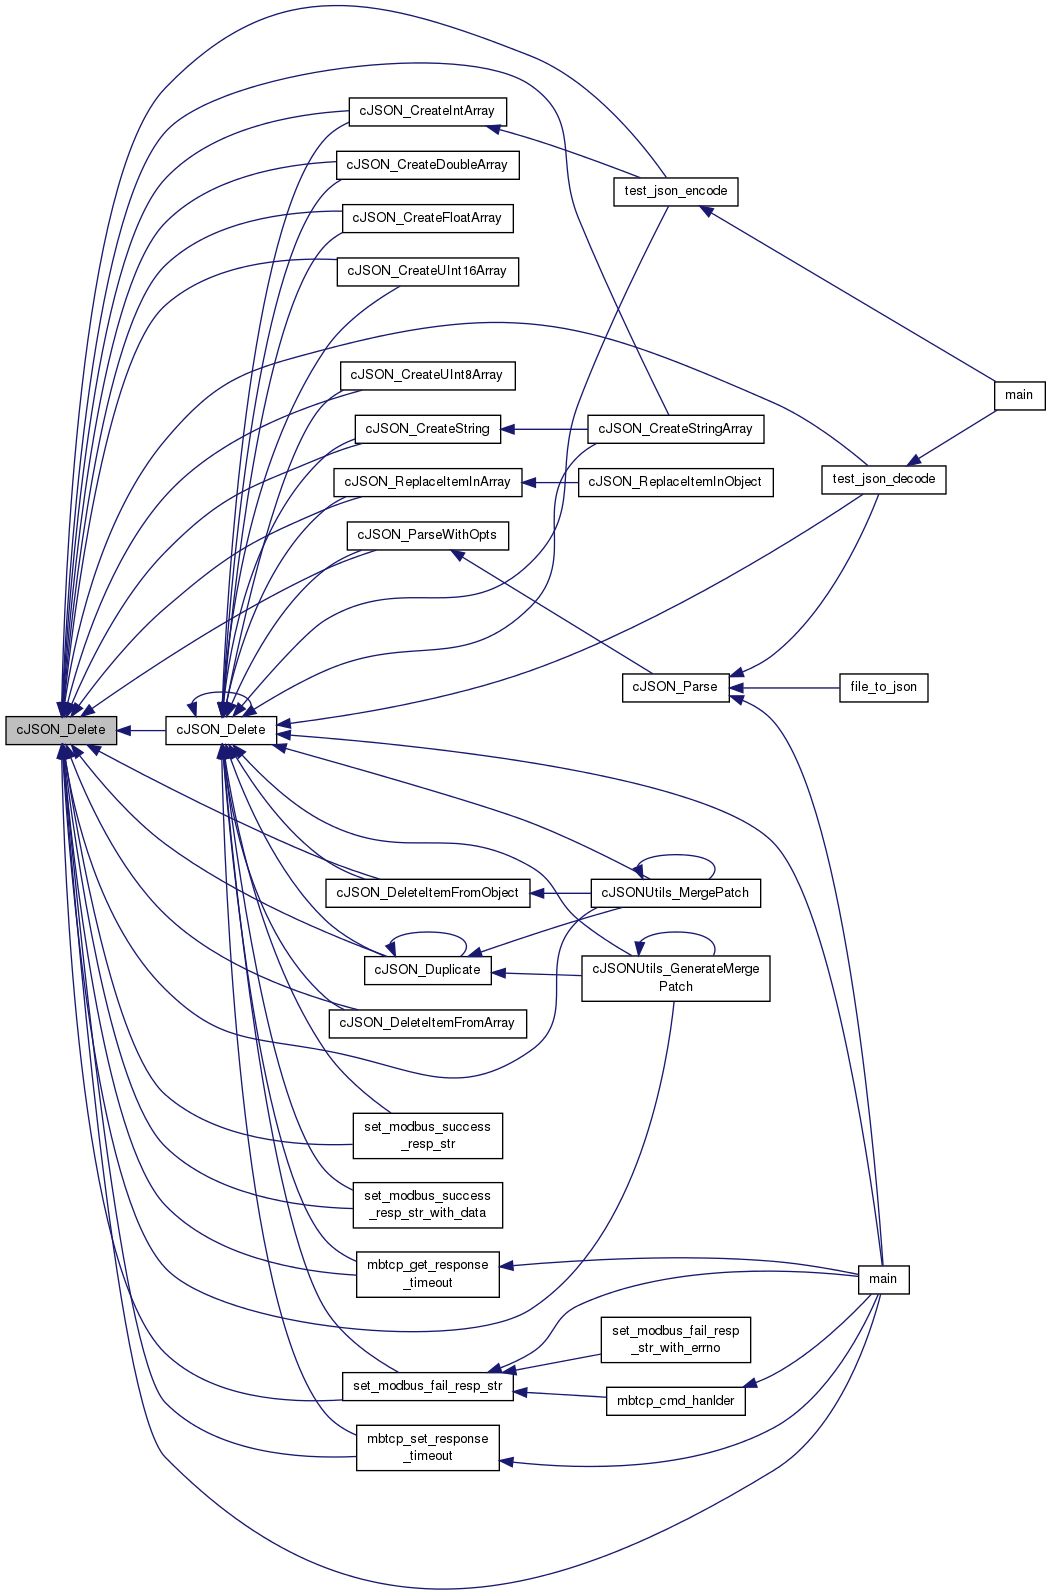 cJSON_CreateIntArray
cJSON_CreateDoubleArray
test_json_encode
cJSON_CreateFloatArray
cJSON_CreateUInt16Array
cJSON_CreateUInt8Array
main
cJSON_CreateString
cJSON_CreateStringArray
test_json_decode
cJSON_ReplaceItemInArray
cJSON_ReplaceItemInObject
cJSON_ParseWithOpts
cJSON_Parse
file_to_json
cJSON_Delete
cJSON_Delete
cJSON_DeleteItemFromObject
cJSONUtils_MergePatch
cJSON_Duplicate
cJSONUtils_GenerateMerge
Patch
cJSON_DeleteItemFromArray
set_modbus_success
_resp_str
set_modbus_success
_resp_str_with_data
mbtcp_get_response
_timeout
main
set_modbus_fail_resp
_str_with_errno
set_modbus_fail_resp_str
mbtcp_cmd_hanlder
mbtcp_set_response
_timeout